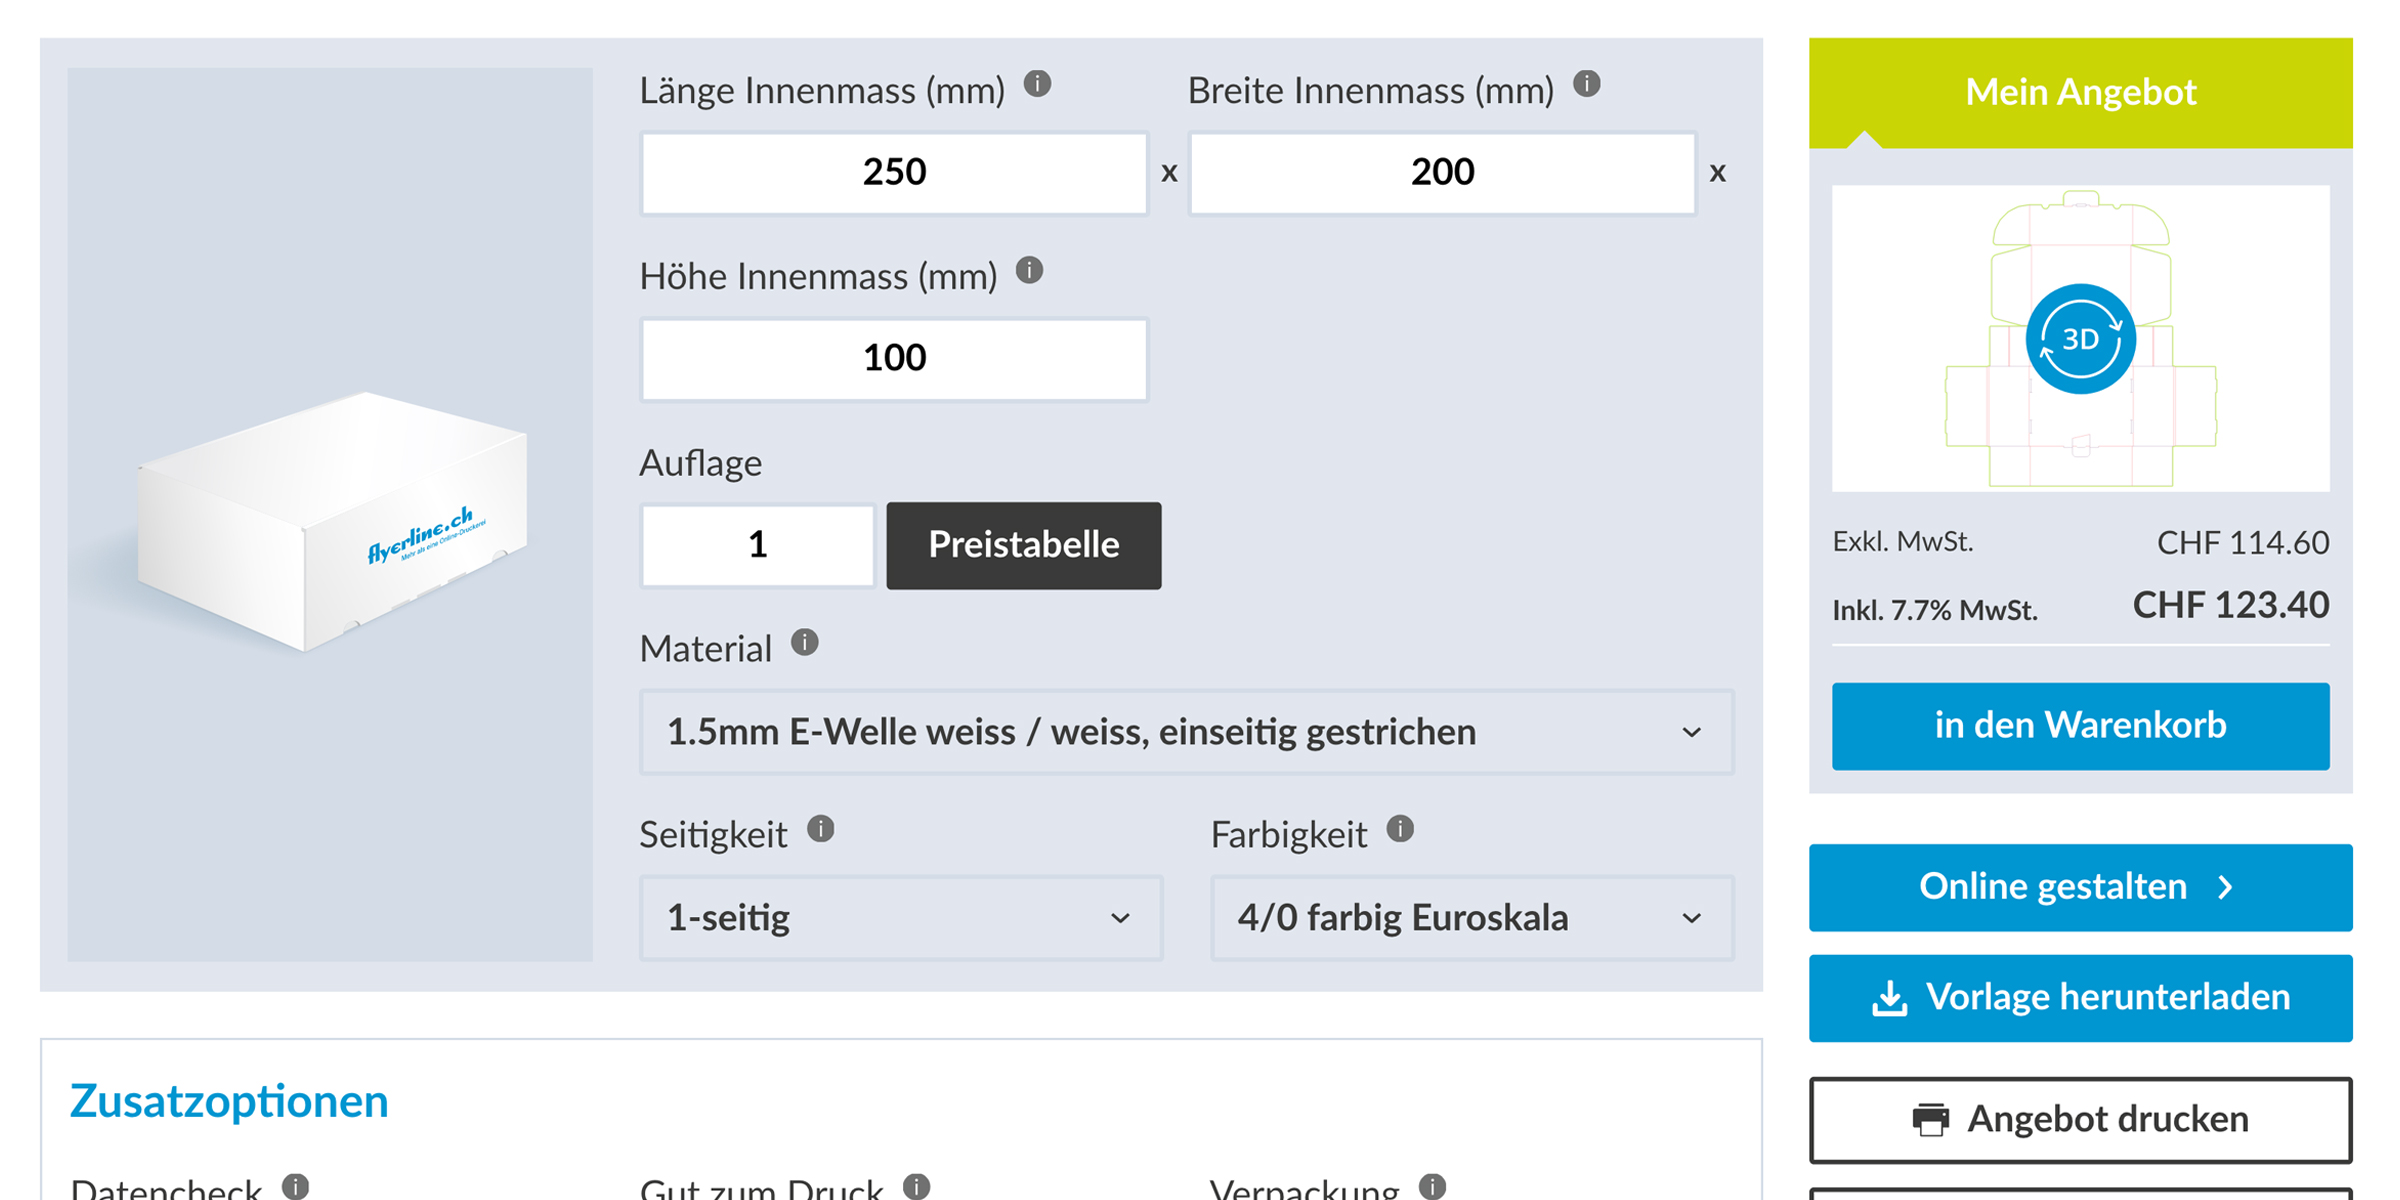 Länge Innenmass (mm)
Breite Innenmass (mm)
250 x 200 x
Höhe Innenmass (mm)
100
Auflage
1
Preistabelle
Material
1.5mm E-Welle weiss / weiss, einseitig gestrichen
Seitigkeit
Farbigkeit
1-seitig
4/0 farbig Euroskala
flyerline.ch
Mehr als eine Online-Druckerei
Zusatzoptionen
Datencheck
Gut zum Druck
Verpackung
Mein Angebot
3D
Exkl. MwSt. CHF 114.60
Inkl. 7.7% MwSt. CHF 123.40
in den Warenkorb
Online gestalten
Vorlage herunterladen
Angebot drucken